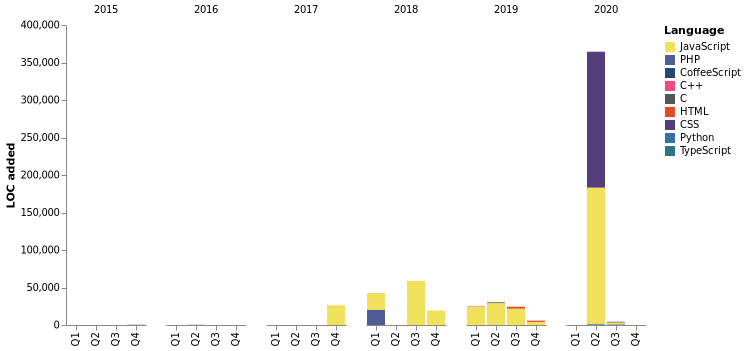 2015 2016 2017 2018 2019 2020
400,000
350,000
300,000
250,000
200,000
150,000
100,000
50,000
0
LOC added
Q1 Q2 Q3 Q4 Q1 Q2 Q3 Q4 Q1 Q2 Q3 Q4 Q1 Q2 Q3 Q4 Q1 Q2 Q3 Q4 Q1 Q2 Q3 Q4
Language
JavaScript
PHP
CoffeeScript
C++
C
HTML
CSS
Python
TypeScript